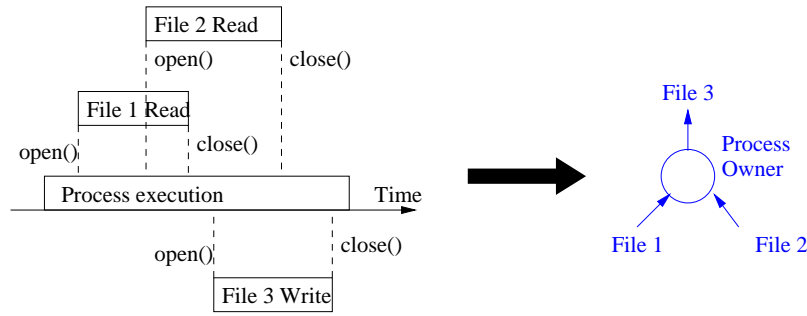 File 2 Read
open()
close()
File 1 Read
open()
close()
Process execution
Time
open()
close()
File 3 Write
File 3
Process
Owner
File 1
File 2